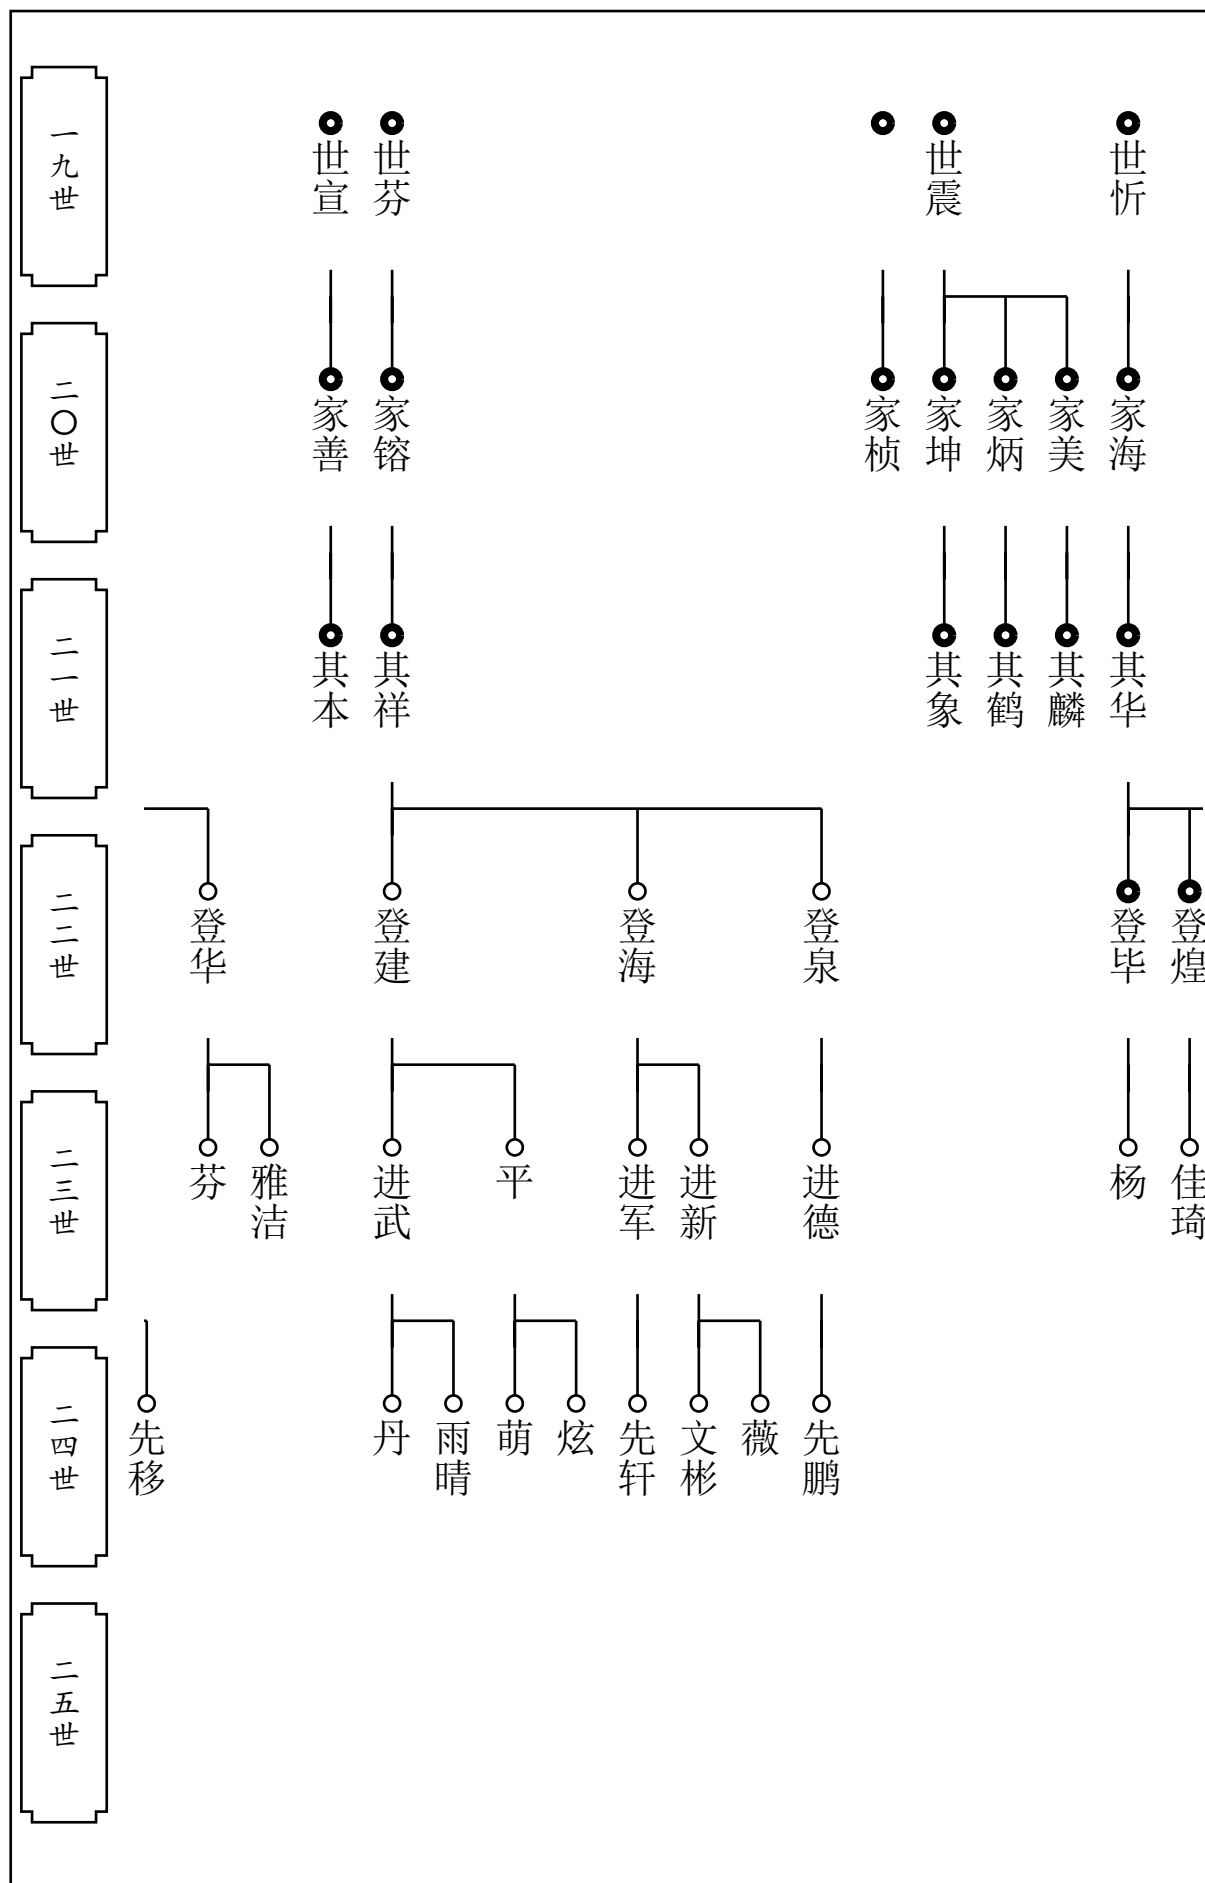 一九世
世宣
世芬
世震
世忻
二〇世
家善
家镕
家桢
家坤
家炳
家美
家海
二一世
其本
其祥
其象
其鹤
其麟
其华
二二世
登华
登建
登海
登泉
登毕
登煌
二三世
芬
雅洁
进武
平
进军
进新
进德
杨
佳琦
二四世
先移
丹
雨晴
萌
炫
先轩
文彬
薇
先鹏
二五世